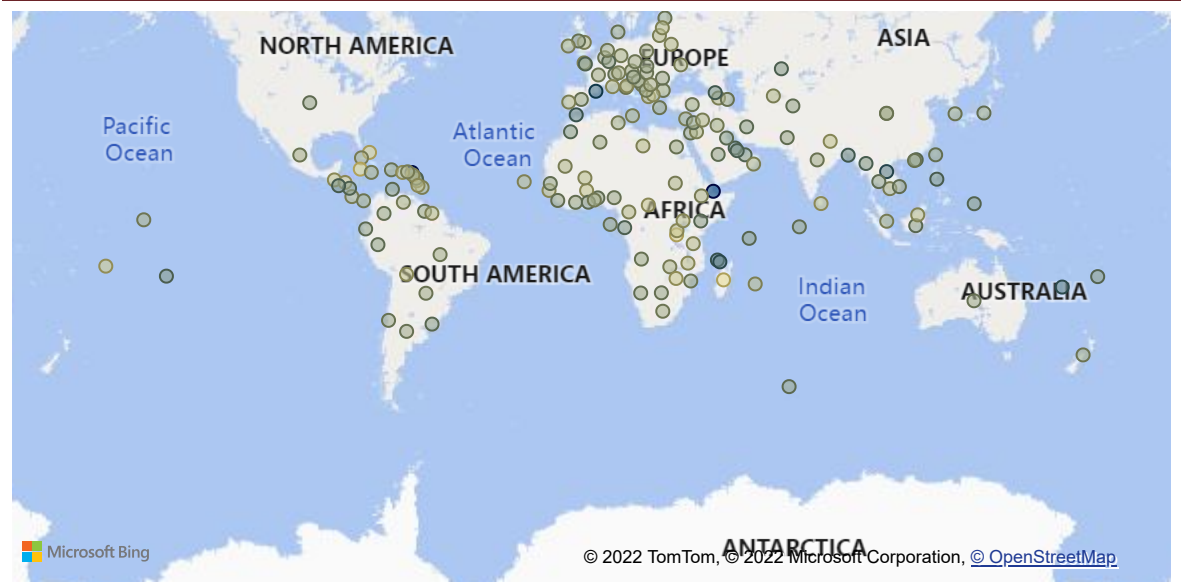 NORTH AMERICA
ASIA
EUROPE
Pacific
Ocean
Atlantic
Ocean
AFRICA
SOUTH AMERICA
Indian
Ocean
AUSTRALIA
ANTARCTICA
Microsoft Bing
© 2022 TomTom, © 2022 Microsoft Corporation, © OpenStreetMap